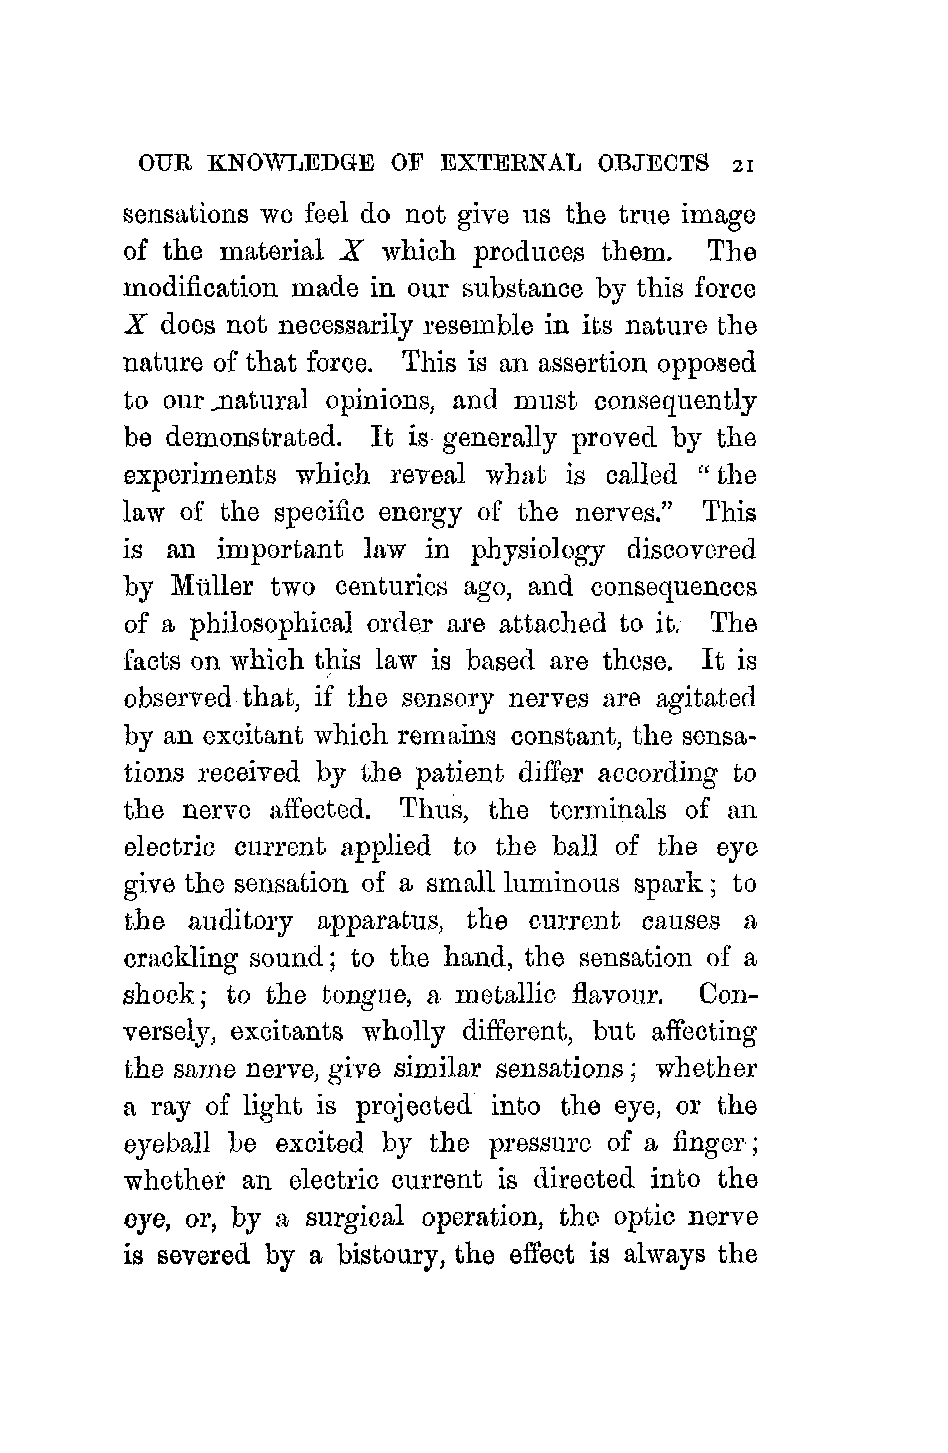 OUR KNOWLEDGE OF EXTERNAL OBJECTS 21
sensations we feel do not give us the true image
of the material X which produces them. The
modification made in our substance by this force
X does not necessarily resemble in its nature the
nature of that force. This is an assertion opposed
to our natural opinions, and must consequently
be demonstrated. It is generally proved by the
experiments which reveal what is called “the
law of the specific energy of the nerves.” This
is an important law in physiology discovered
by Müller two centuries ago, and consequences
of a philosophical order are attached to it. The
facts on which this law is based are these. It is
observed that, if the sensory nerves are agitated
by an excitant which remains constant, the sensa-
tions received by the patient differ according to
the nerve affected. Thus, the terminals of an
electric current applied to the ball of the eye
give the sensation of a small luminous spark; to
the auditory apparatus, the current causes a
crackling sound; to the hand, the sensation of a
shock; to the tongue, a metallic flavour. Con-
versely, excitants wholly different, but affecting
the same nerve, give similar sensations; whether
a ray of light is projected into the eye, or the
eyeball be excited by the pressure of a finger;
whether an electric current is directed into the
eye, or, by a surgical operation, the optic nerve
is severed by a bistoury, the effect is always the